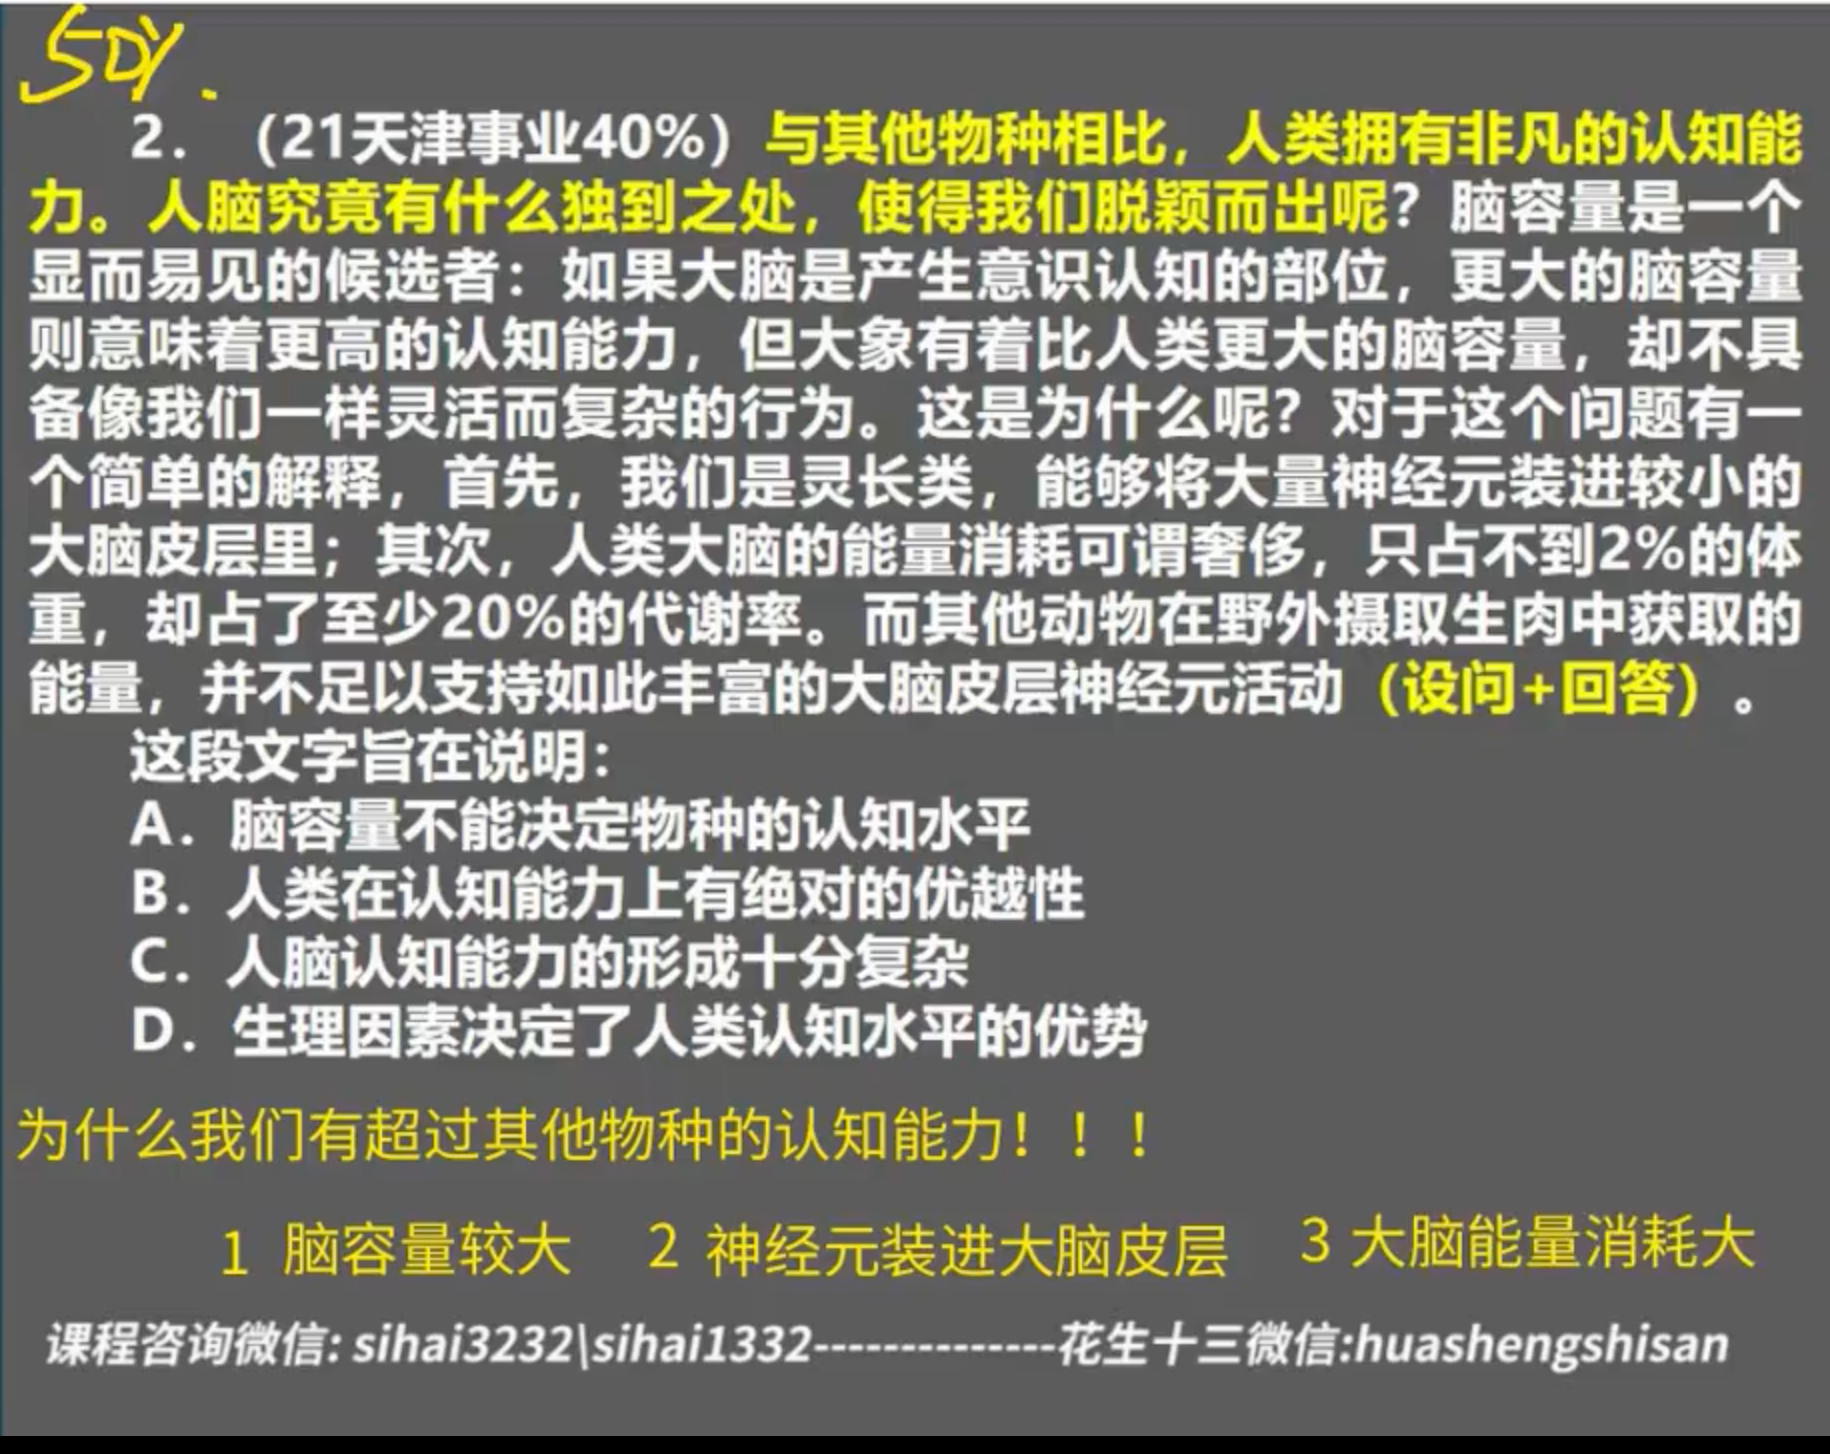 SDY.
2. （21天津事业40%）与其他物种相比，人类拥有非凡的认知能
力。人脑究竟有什么独到之处，使得我们脱颖而出呢？脑容量是一个
显而易见的候选者：如果大脑是产生意识认知的部位，更大的脑容量
则意味着更高的认知能力，但大象有着比人类更大的脑容量，却不具
备像我们一样灵活而复杂的行为。这是为什么呢？对于这个问题有一
个简单的解释，首先，我们是灵长类，能够将大量神经元装进较小的
大脑皮层里；其次，人类大脑的能量消耗可谓奢侈，只占不到2%的体
重，却占了至少20%的代谢率。而其他动物在野外摄取生肉中获取的
能量，并不足以支持如此丰富的大脑皮层神经元活动（设问+回答）。
这段文字旨在说明：
A. 脑容量不能决定物种的认知水平
B. 人类在认知能力上有绝对的优越性
C. 人脑认知能力的形成十分复杂
D. 生理因素决定了人类认知水平的优势
为什么我们有超过其他物种的认知能力！！！
1 脑容量较大 2 神经元装进大脑皮层 3 大脑能量消耗大
课程咨询微信: sihai3232\sihai1332--------------花生十三微信:huashengshisan